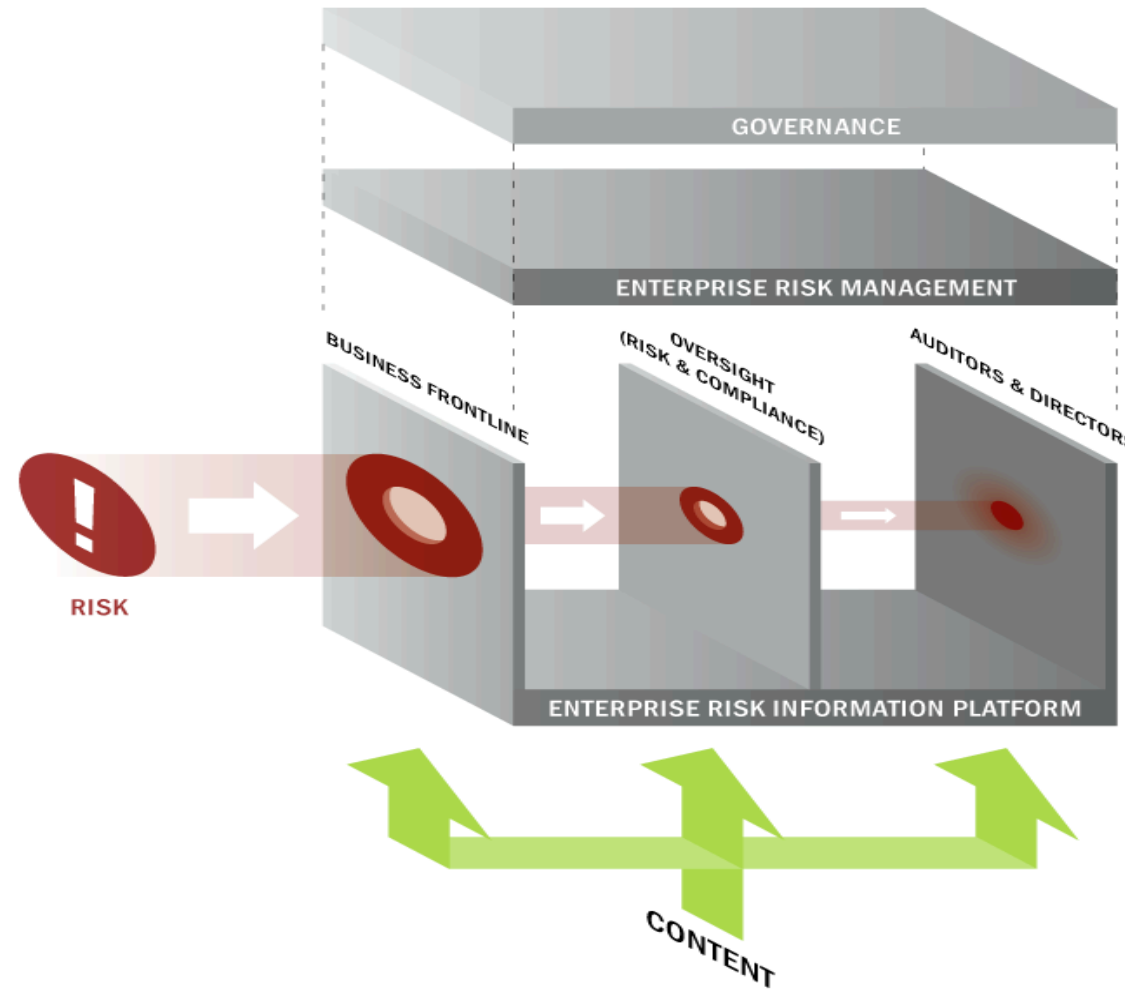 GOVERNANCE
ENTERPRISE RISK MANAGEMENT
BUSINESS FRONTLINE
OVERSIGHT
(RISK & COMPLIANCE)
AUDITORS & DIRECTORS
!
RISK
ENTERPRISE RISK INFORMATION PLATFORM
CONTENT